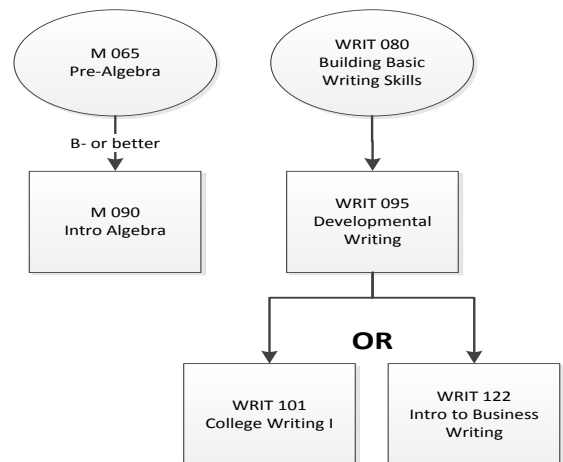 M 065
Pre-Algebra
B- or better
M 090
Intro Algebra
WRIT 080
Building Basic
Writing Skills
WRIT 095
Developmental
Writing
OR
WRIT 101
College Writing I
WRIT 122
Intro to Business
Writing